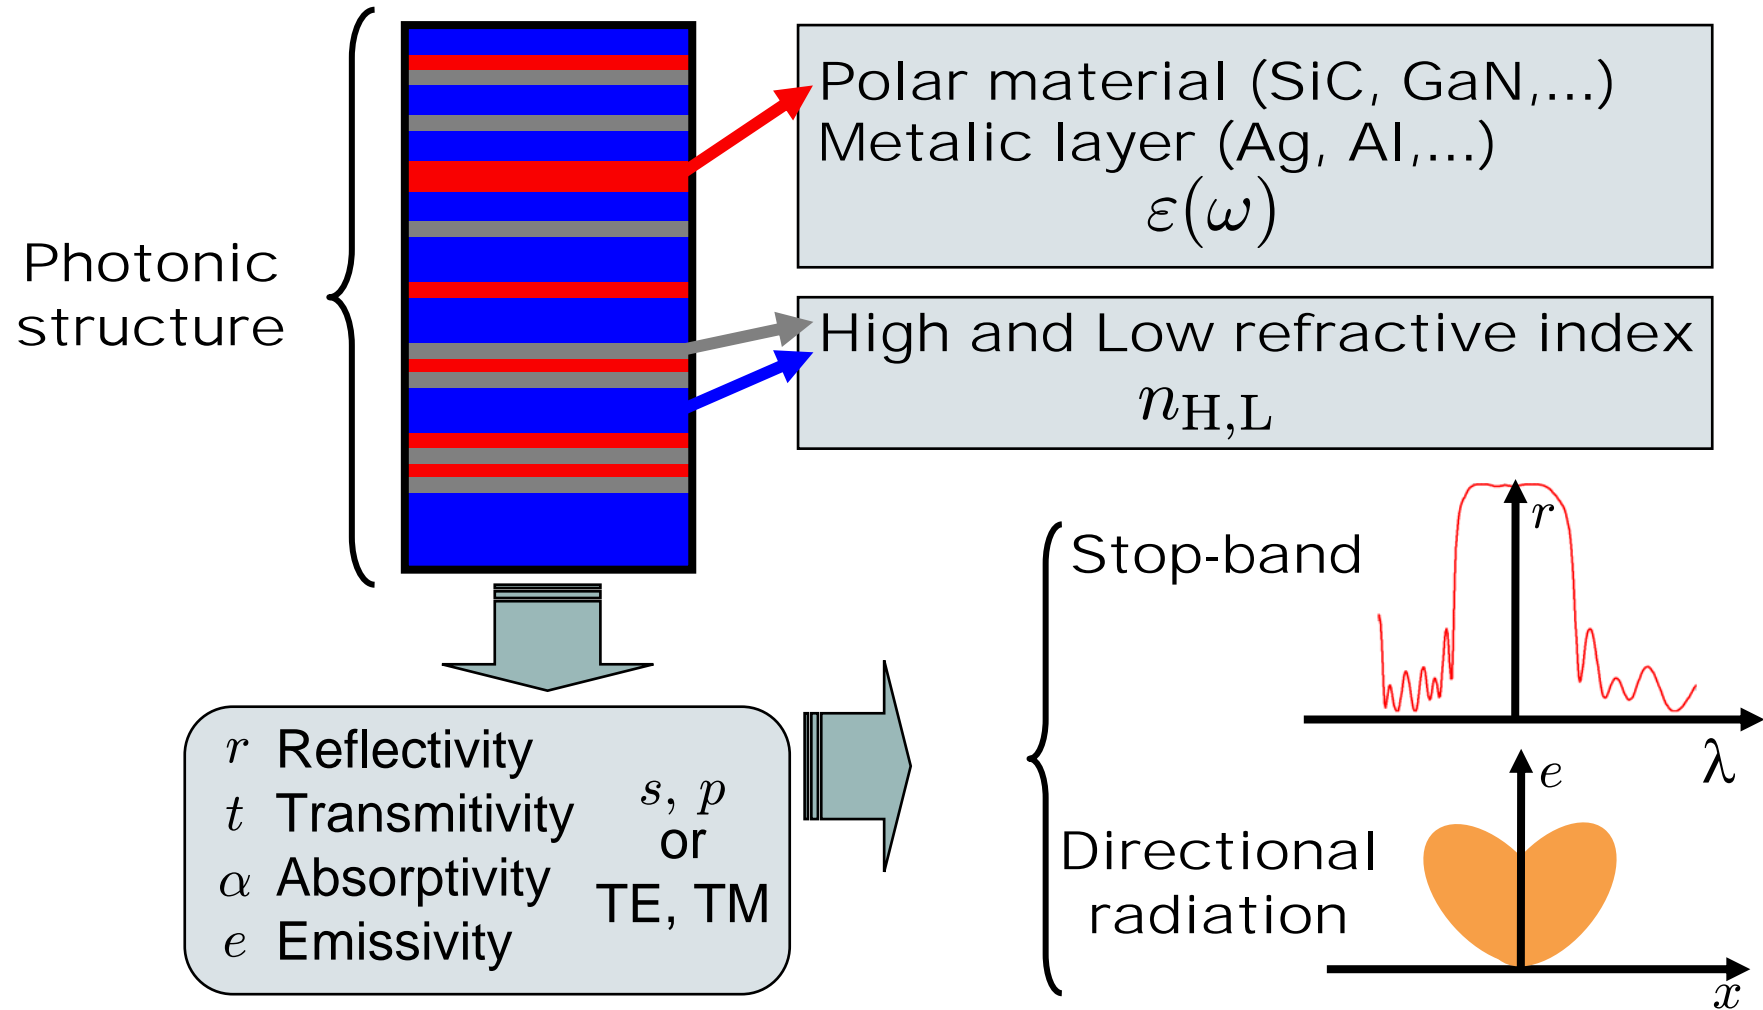 Photonic
structure
Polar material (SiC, GaN,...)
Metalic layer (Ag, Al,...)
ε(ω)
High and Low refractive index
n_H,L
r Reflectivity
t Transmitivity
α Absorptivity
e Emissivity
s, p
or
TE, TM
Stop-band
r
λ
Directional
radiation
e
x